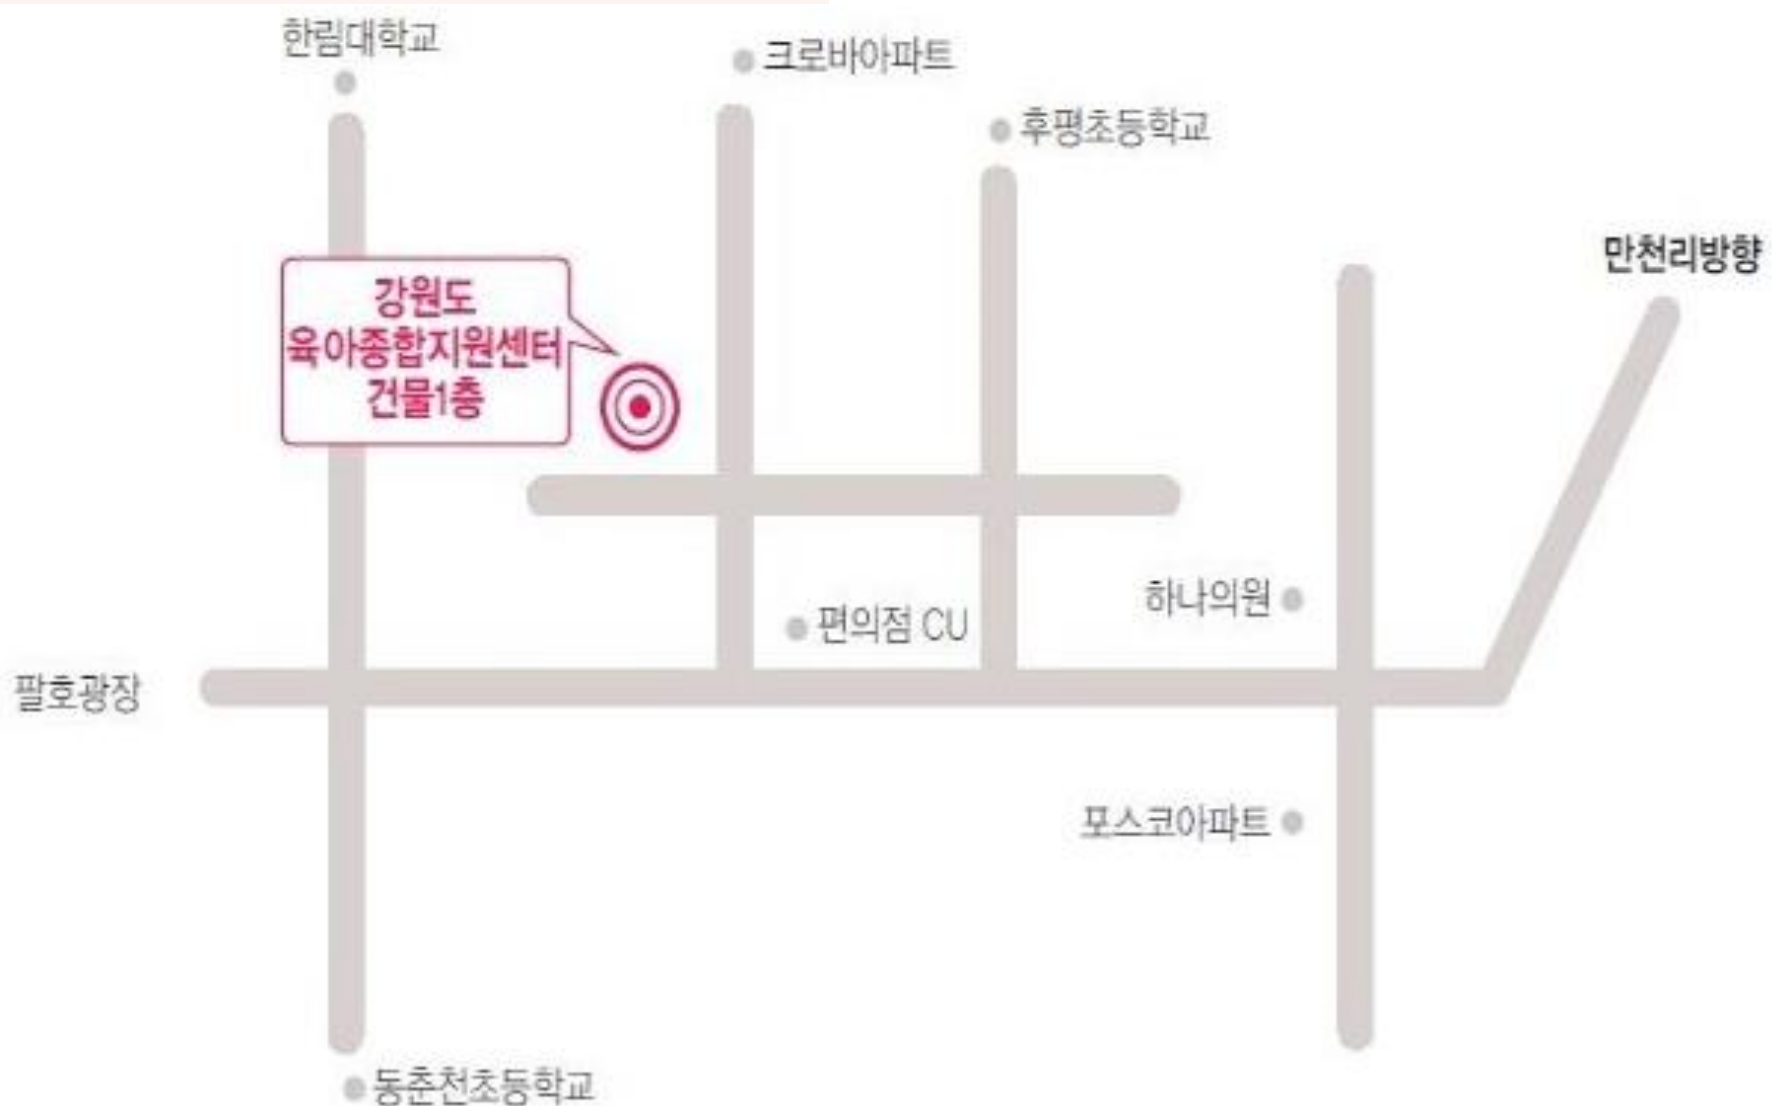 한림대학교
크로바아파트
후평초등학교
만천리방향
강원도
육아종합지원센터
건물1층
하나의원
편의점 CU
팔호광장
포스코아파트
동춘천초등학교